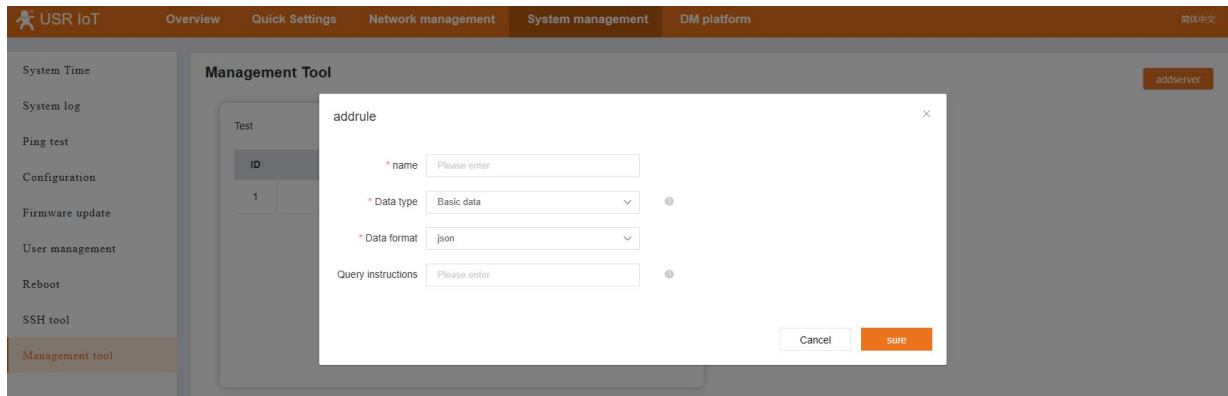 USR IoT Overview Quick Settings Network management System management DM platform 简体中文
System Time
System log
Ping test
Configuration
Firmware update
User management
Reboot
SSH tool
Management tool
Management Tool
addserver
Test
ID
1
addrule
* name Please enter
* Data type Basic data
* Data format json
Query instructions Please enter
Cancel sure